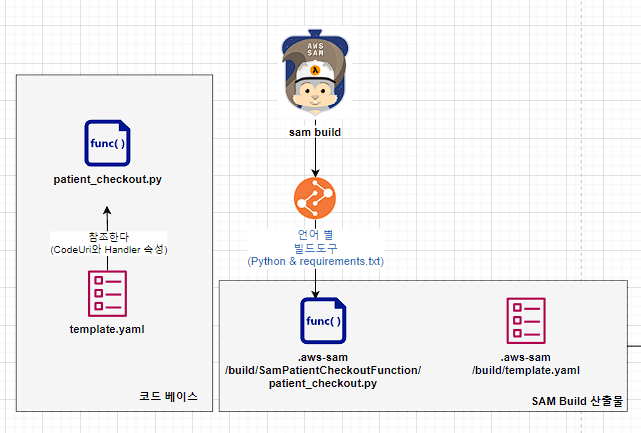 AWS
SAM
sam build
func( )
patient_checkout.py
참조한다
(CodeUri와 Handler 속성)
template.yaml
코드 베이스
언어 별
빌드도구
(Python & requirements.txt)
func( )
.aws-sam
/build/SamPatientCheckoutFunction/
patient_checkout.py
.aws-sam
/build/template.yaml
SAM Build 산출물